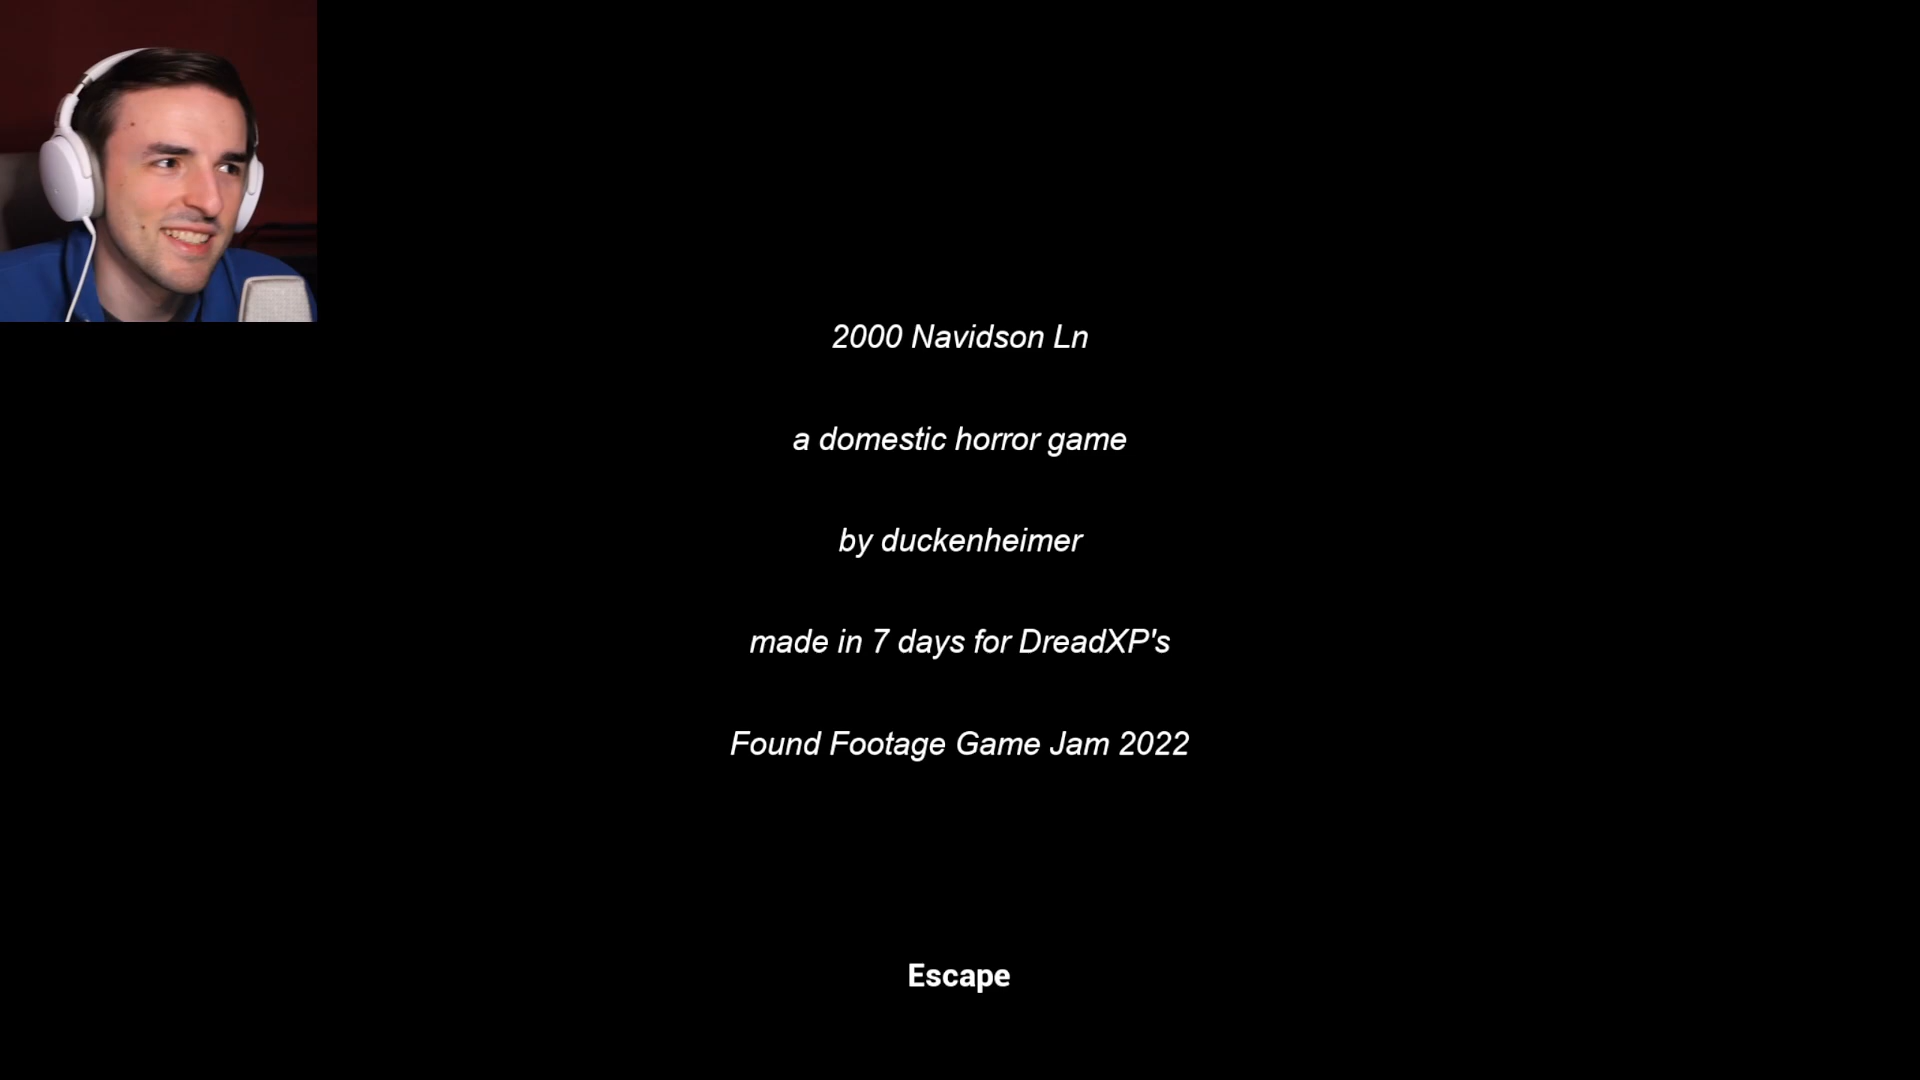 2000 Navidson Ln
a domestic horror game
by duckenheimer
made in 7 days for DreadXP's
Found Footage Game Jam 2022
Escape